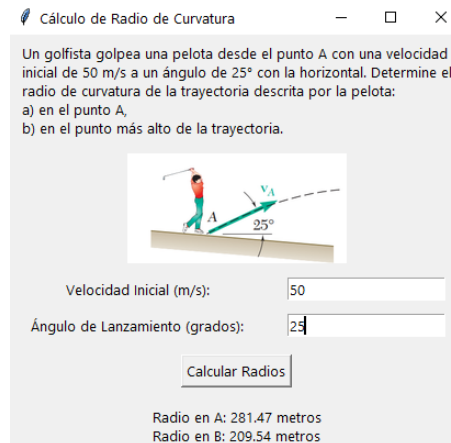 Cálculo de Radio de Curvatura
Un golfista golpea una pelota desde el punto A con una velocidad
inicial de 50 m/s a un ángulo de 25° con la horizontal. Determine el
radio de curvatura de la trayectoria descrita por la pelota:
a) en el punto A,
b) en el punto más alto de la trayectoria.
v_A
A
25°
Velocidad Inicial (m/s):
50
Ángulo de Lanzamiento (grados):
25
Calcular Radios
Radio en A: 281.47 metros
Radio en B: 209.54 metros